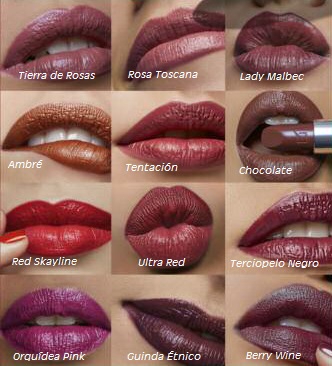 Tierra de Rosas
Rosa Toscana
Lady Malbec
Ambré
Tentación
Chocolate
Red Skayline
Ultra Red
Terciopelo Negro
Orquídea Pink
Guinda Étnico
Berry Wine